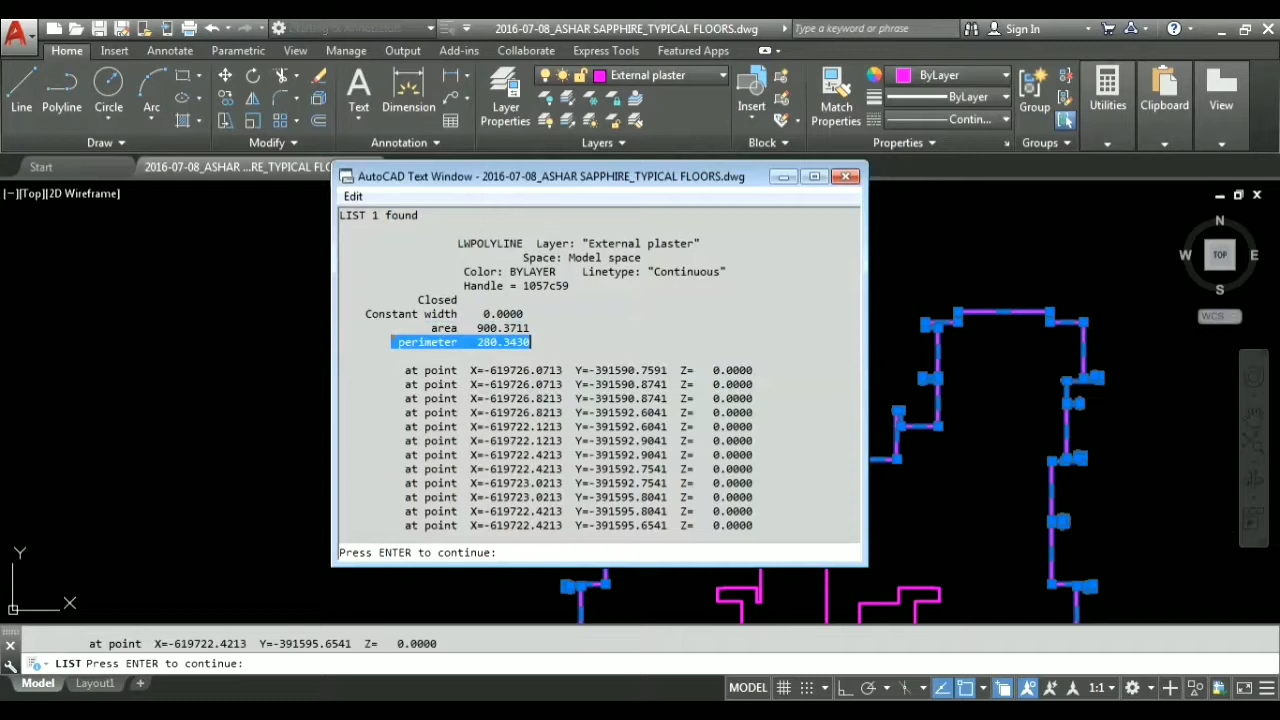 2016-07-08_ASHAR SAPPHIRE_TYPICAL FLOORS.dwg
Type a keyword or phrase
Sign In
Home Insert Annotate Parametric View Manage Output Add-ins Collaborate Express Tools Featured Apps
Line Polyline Circle Arc
Text Dimension
Layer Properties
External plaster
Insert
Match Properties
ByLayer
ByLayer
Contin...
Group
Utilities
Clipboard
View
Draw Modify Annotation Layers Block Properties Groups
Start
2016-07-08_ASHAR ...RE_TYPICAL FLO
[−][Top][2D Wireframe]
AutoCAD Text Window - 2016-07-08_ASHAR SAPPHIRE_TYPICAL FLOORS.dwg
Edit
LIST 1 found
LWPOLYLINE Layer: "External plaster"
Space: Model space
Color: BYLAYER Linetype: "Continuous"
Handle = 1057c59
Closed
Constant width 0.0000
area 900.3711
perimeter 280.3430
at point X=-619726.0713 Y=-391590.7591 Z= 0.0000
at point X=-619726.0713 Y=-391590.8741 Z= 0.0000
at point X=-619726.8213 Y=-391590.8741 Z= 0.0000
at point X=-619726.8213 Y=-391592.6041 Z= 0.0000
at point X=-619722.1213 Y=-391592.6041 Z= 0.0000
at point X=-619722.1213 Y=-391592.9041 Z= 0.0000
at point X=-619722.4213 Y=-391592.9041 Z= 0.0000
at point X=-619722.4213 Y=-391592.7541 Z= 0.0000
at point X=-619723.0213 Y=-391592.7541 Z= 0.0000
at point X=-619723.0213 Y=-391595.8041 Z= 0.0000
at point X=-619722.4213 Y=-391595.8041 Z= 0.0000
at point X=-619722.4213 Y=-391595.6541 Z= 0.0000
Press ENTER to continue:
N
W TOP E
S
WCS
Y
X
at point X=-619722.4213 Y=-391595.6541 Z= 0.0000
LIST Press ENTER to continue:
Model Layout1 +
MODEL
1:1